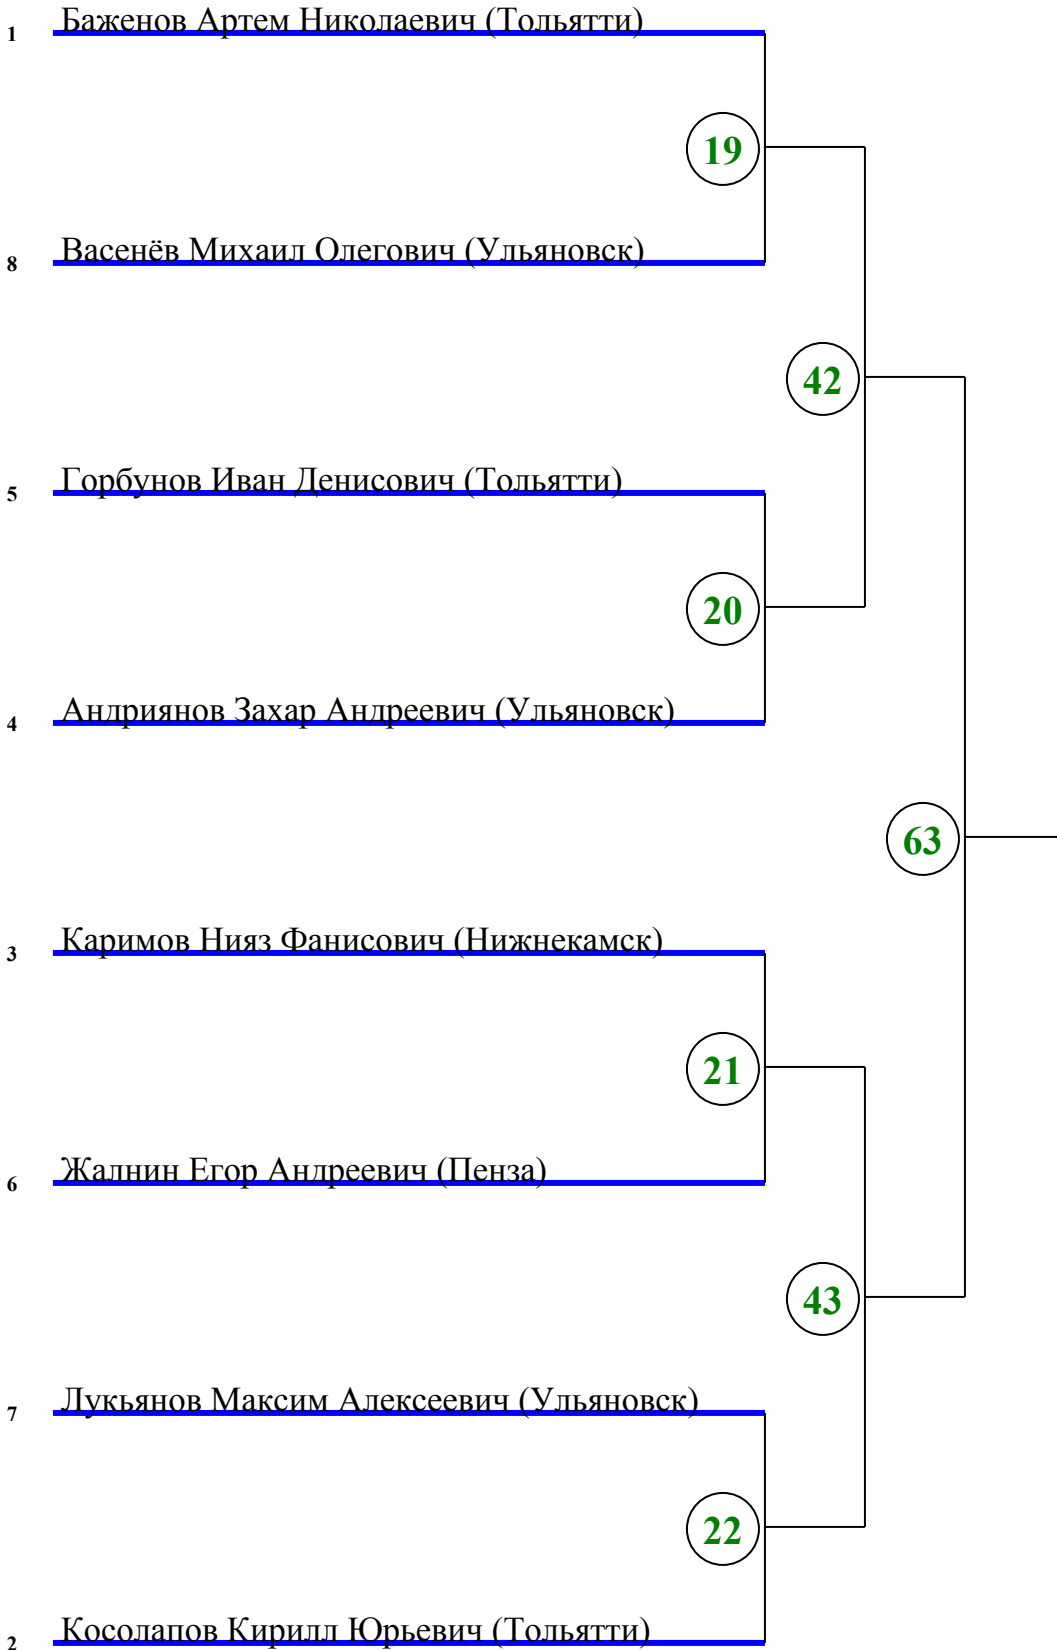 1 Баженов Артем Николаевич (Тольятти)
19
8 Васенёв Михаил Олегович (Ульяновск)
42
5 Горбунов Иван Денисович (Тольятти)
20
4 Андриянов Захар Андреевич (Ульяновск)
63
3 Каримов Нияз Фанисович (Нижнекамск)
21
6 Жалнин Егор Андреевич (Пенза)
43
7 Лукьянов Максим Алексеевич (Ульяновск)
22
2 Косолапов Кирилл Юрьевич (Тольятти)